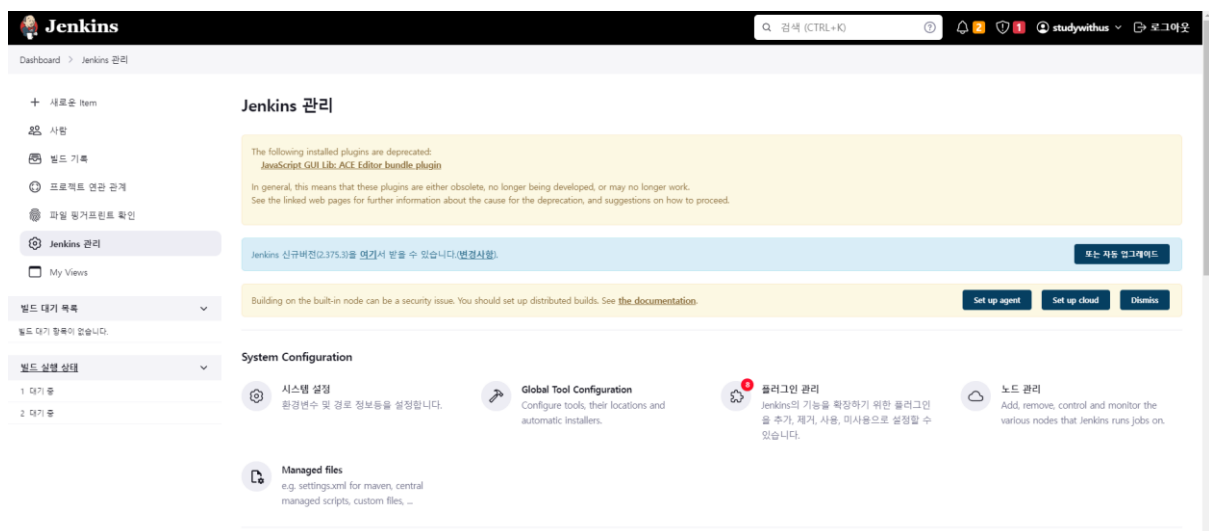 Jenkins
검색 (CTRL+K)
2
1
studywithus
로그아웃
Dashboard > Jenkins 관리
새로운 Item
사람
빌드 기록
프로젝트 연관 관계
파일 핑거프린트 확인
Jenkins 관리
My Views
빌드 대기 목록
빌드 대기 항목이 없습니다.
빌드 실행 상태
1 대기 중
2 대기 중
Jenkins 관리
The following installed plugins are deprecated:
JavaScript GUI Lib: ACE Editor bundle plugin
In general, this means that these plugins are either obsolete, no longer being developed, or may no longer work.
See the linked web pages for further information about the cause for the deprecation, and suggestions on how to proceed.
Jenkins 신규버전(2.375.3)을 여기서 받을 수 있습니다.(변경사항).
또는 자동 업그레이드
Building on the built-in node can be a security issue. You should set up distributed builds. See the documentation.
Set up agent
Set up cloud
Dismiss
System Configuration
시스템 설정
환경변수 및 경로 정보등을 설정합니다.
Global Tool Configuration
Configure tools, their locations and
automatic installers.
8
플러그인 관리
Jenkins의 기능을 확장하기 위한 플러그인
을 추가, 제거, 사용, 미사용으로 설정할 수
있습니다.
노드 관리
Add, remove, control and monitor the
various nodes that Jenkins runs jobs on.
Managed files
e.g. settings.xml for maven, central
managed scripts, custom files, ...